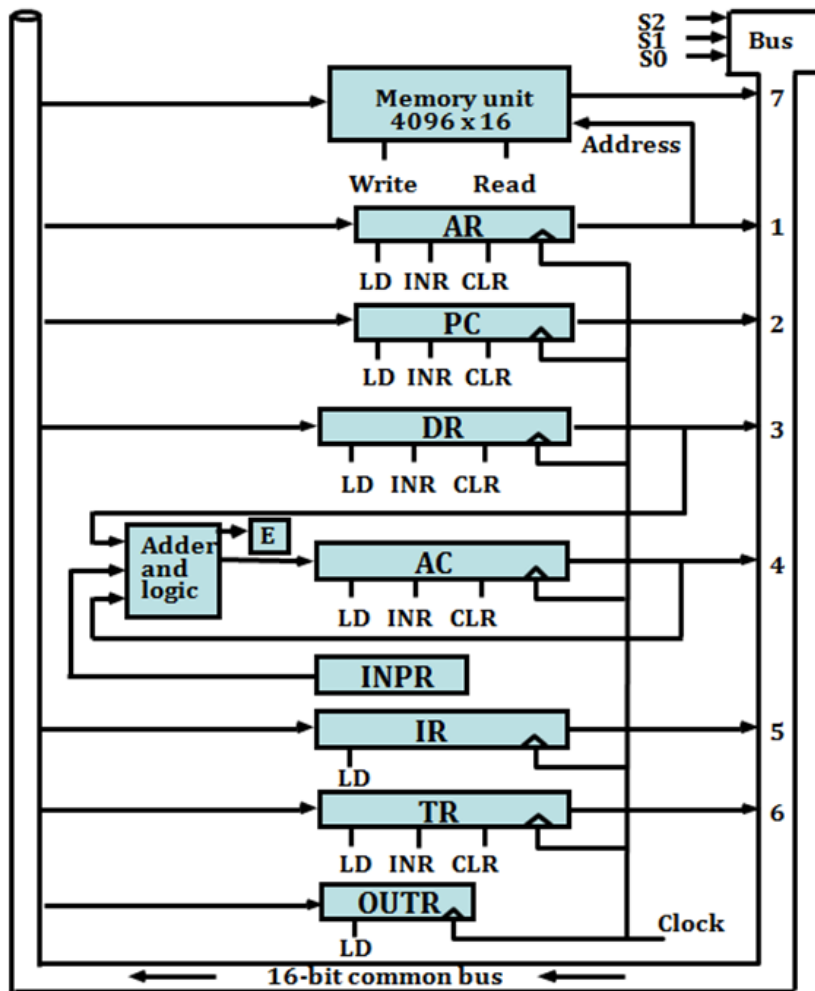 S2
S1
S0
Bus
Memory unit
4096 x 16
7
Address
Write Read
AR
1
LD INR CLR
PC
2
LD INR CLR
DR
3
LD INR CLR
E
Adder
and
logic
AC
4
LD INR CLR
INPR
IR
5
LD
TR
6
LD INR CLR
OUTR
LD
Clock
16-bit common bus